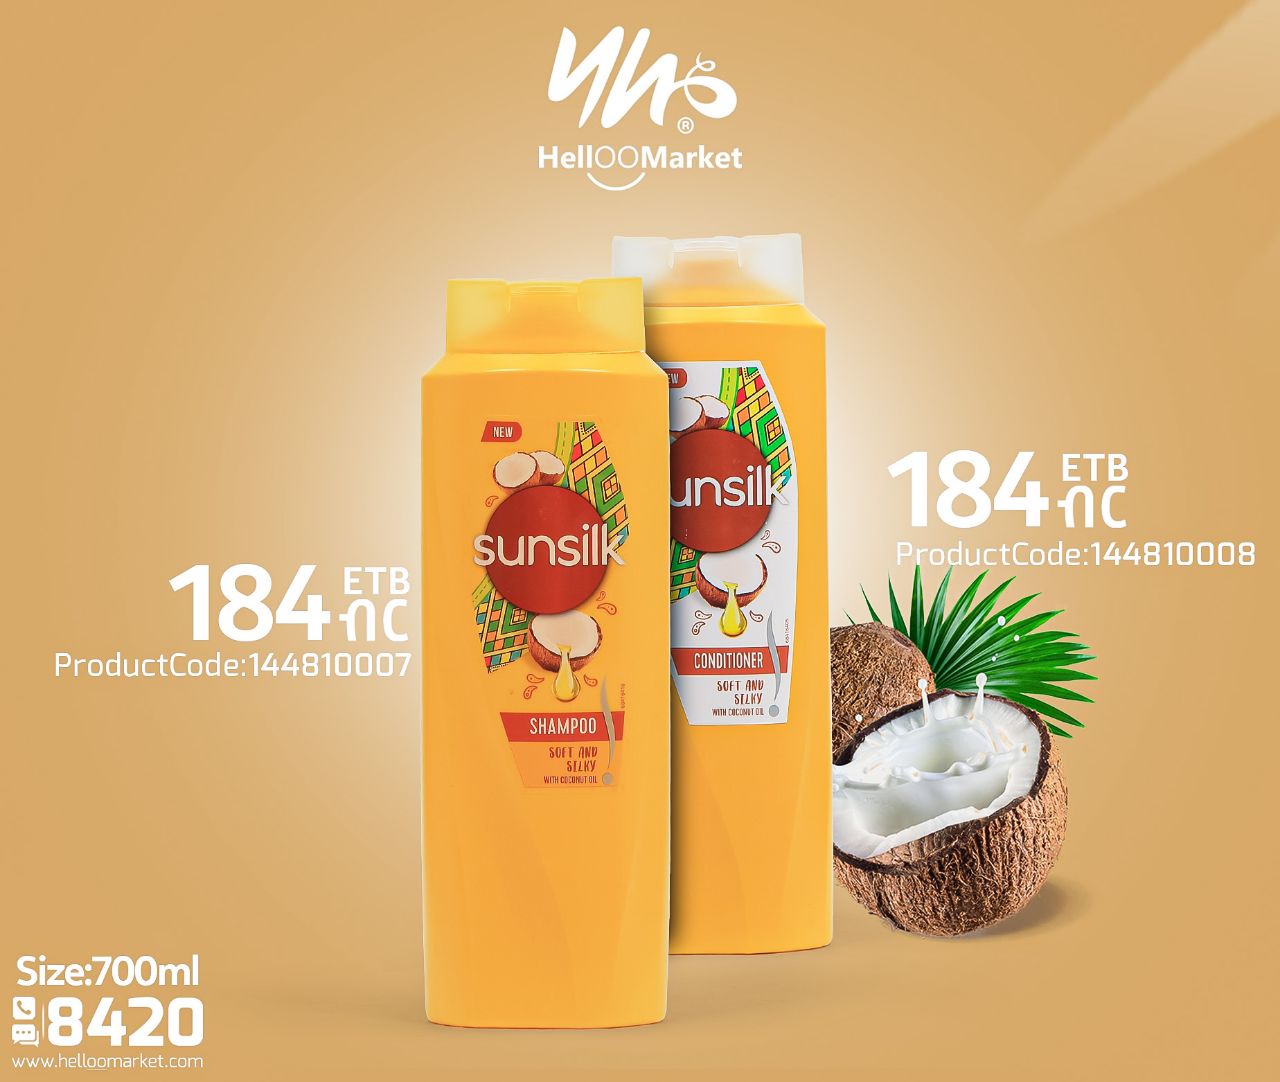 ሄሎ
®
HellOOMarket
184 ETB
ብር
ProductCode:144810008
184 ETB
ብር
ProductCode:144810007
NEW
sunsilk
SHAMPOO
SOFT AND
SILKY
WITH COCONUT OIL
unsilk
CONDITIONER
SOFT AND
SILKY
WITH COCONUT OIL
Size:700ml
8420
www.helloomarket.com